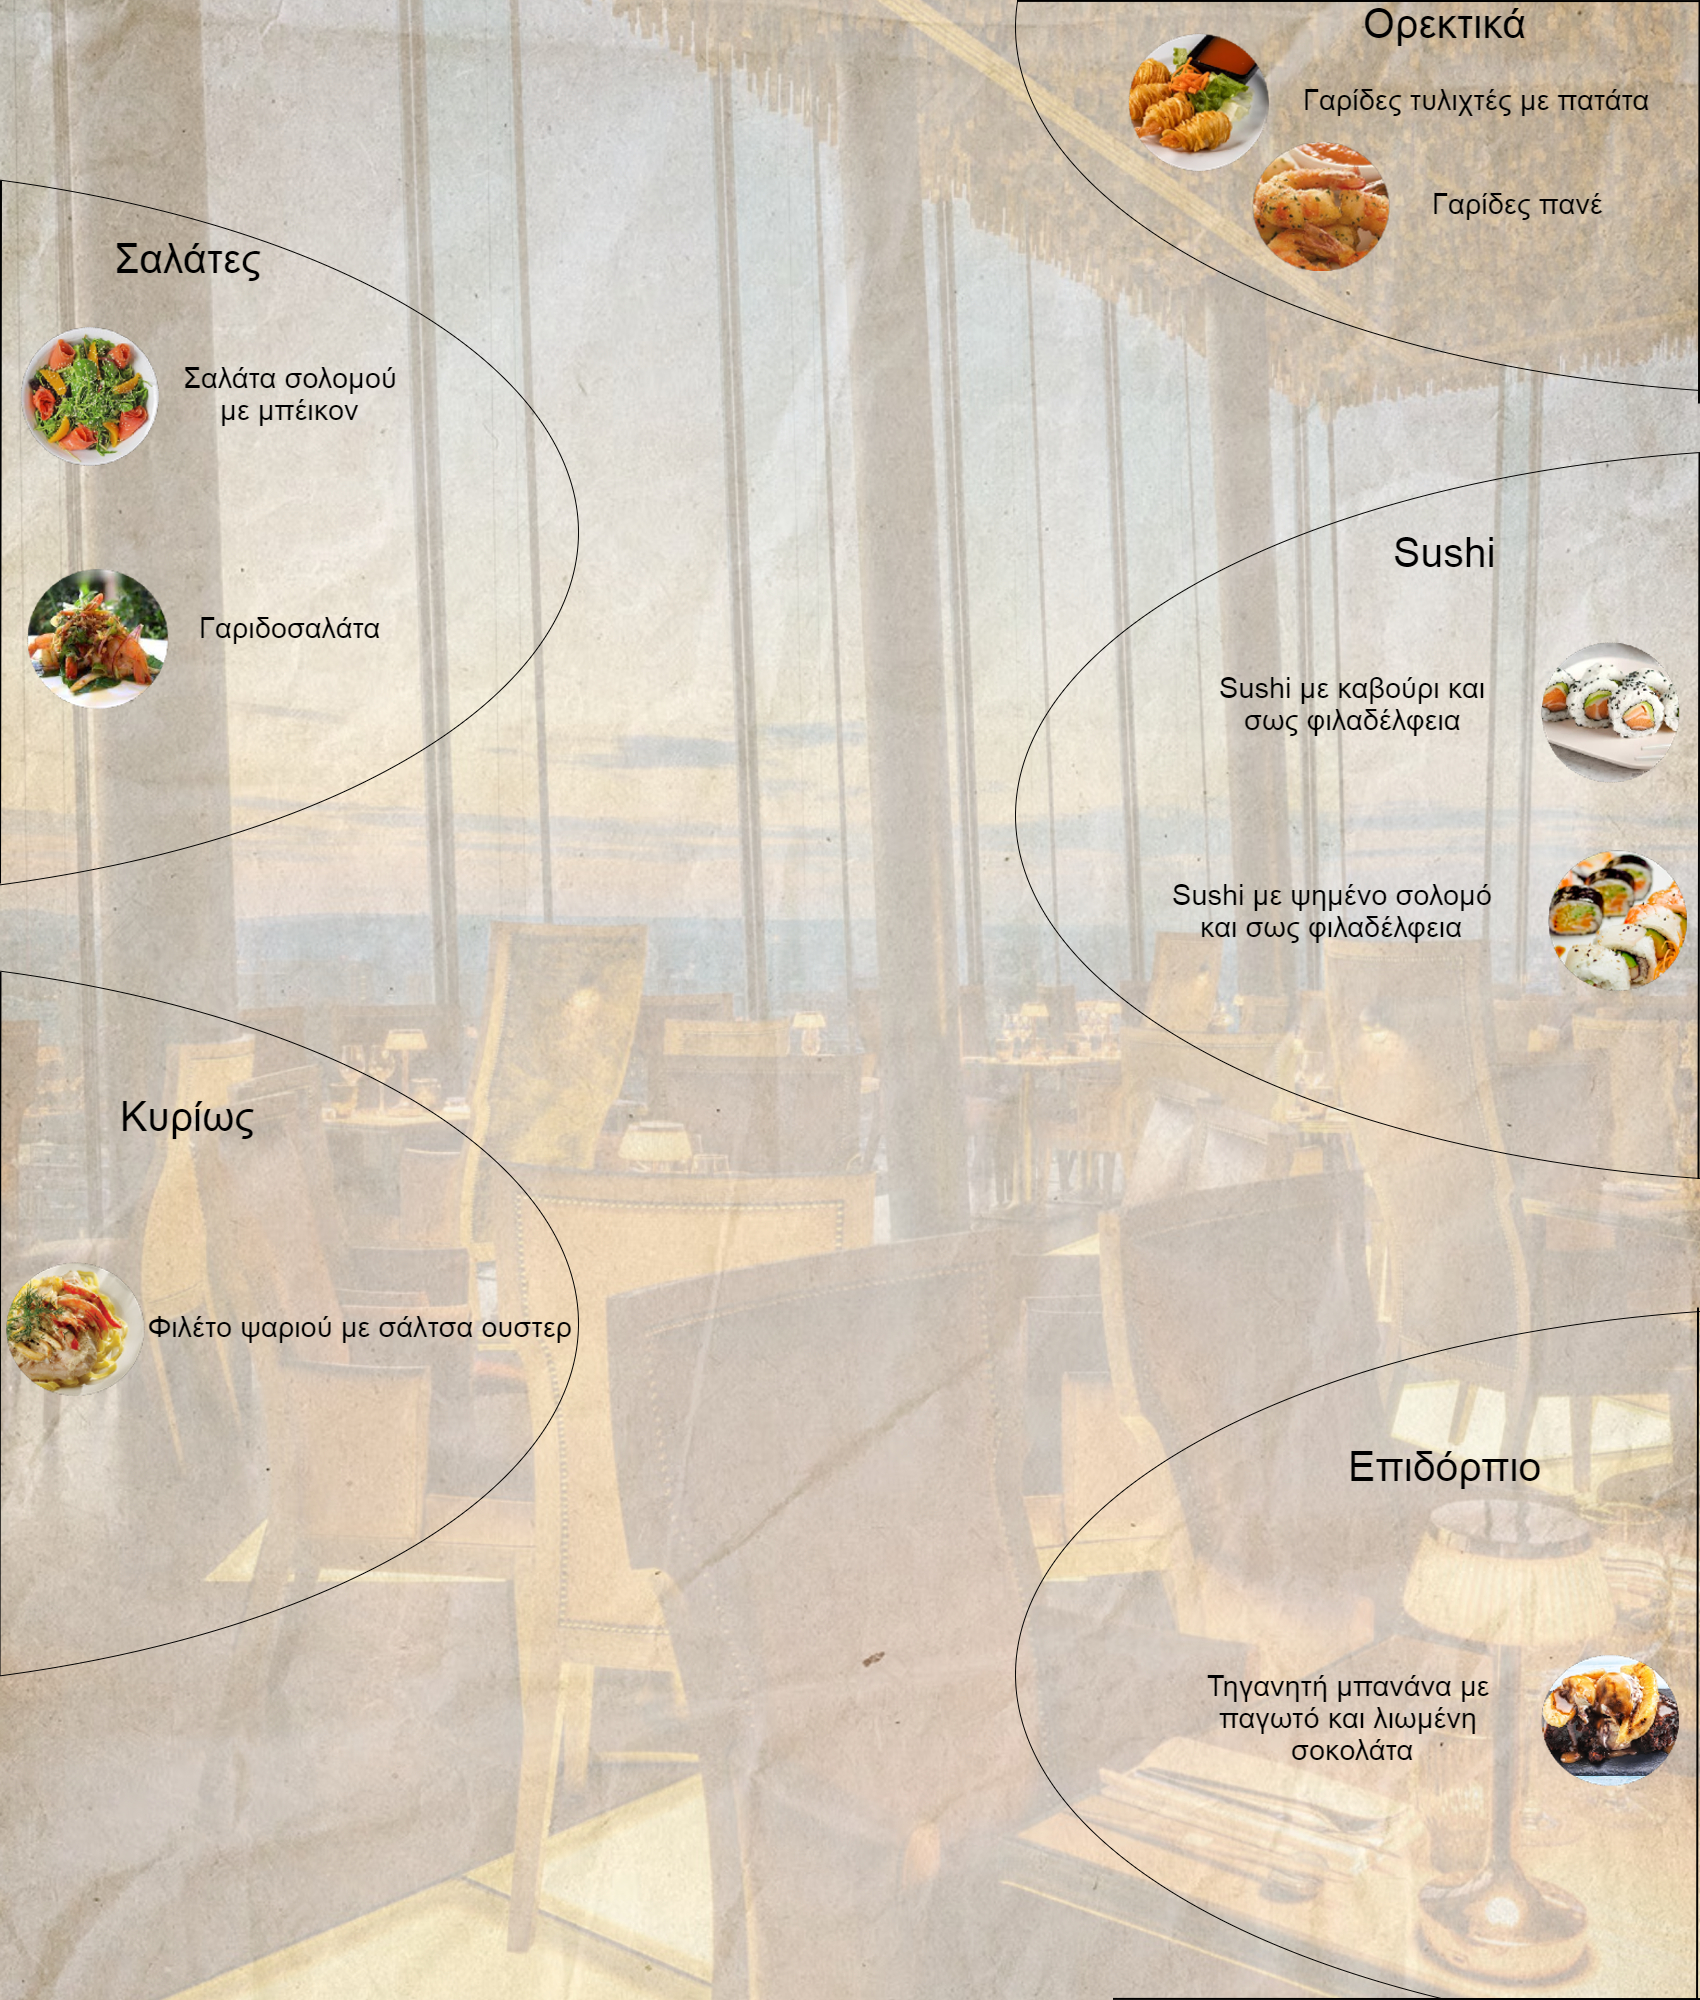 Ορεκτικά
Γαρίδες τυλιχτές με πατάτα
Γαρίδες πανέ
Σαλάτες
Σαλάτα σολομού
με μπέικον
Γαριδοσαλάτα
Sushi
Sushi με καβούρι και
σως φιλαδέλφεια
Sushi με ψημένο σολομό
και σως φιλαδέλφεια
Κυρίως
Φιλέτο ψαριού με σάλτσα ουστερ
Επιδόρπιο
Τηγανητή μπανάνα με
παγωτό και λιωμένη
σοκολάτα